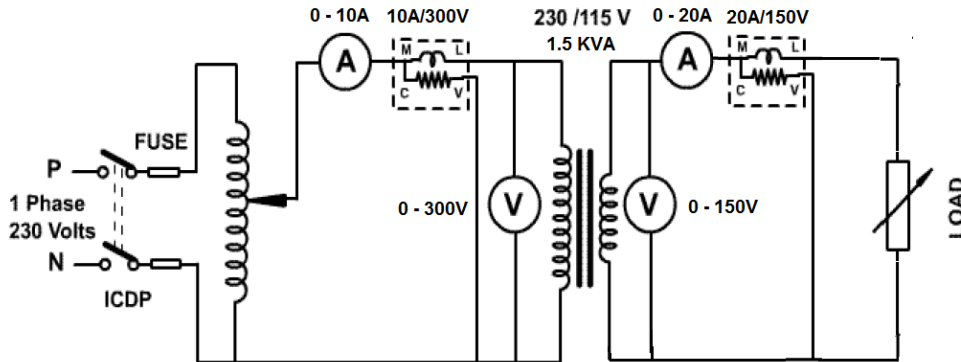 0 - 10A
10A/300V
230 /115 V
1.5 KVA
0 - 20A
20A/150V
A
M
L
C
V
A
M
L
C
V
FUSE
P
1 Phase
230 Volts
N
ICDP
V
0 - 300V
V
0 - 150V
LOAD